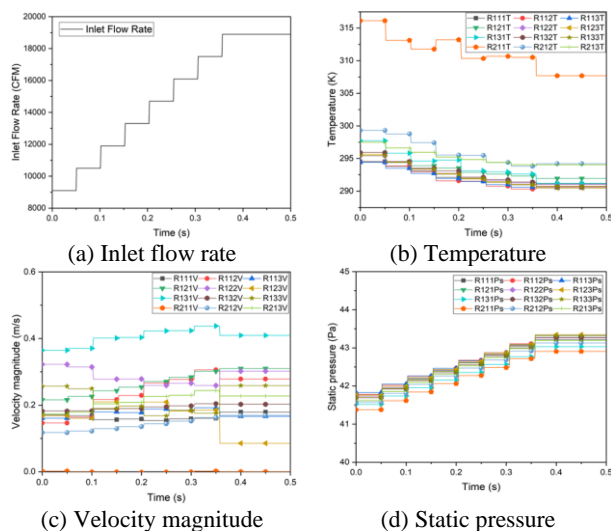 20000
18000
16000
14000
12000
10000
8000
Inlet Flow Rate (CFM)
Inlet Flow Rate
0.0 0.1 0.2 0.3 0.4 0.5
Time (s)
(a) Inlet flow rate
315
310
305
300
295
290
Temperature (K)
R111T R112T R113T
R121T R122T R123T
R131T R132T R133T
R211T R212T R213T
0.0 0.1 0.2 0.3 0.4 0.5
Time (s)
(b) Temperature
0.6
0.4
0.2
0.0
Velocity magnitude (m/s)
R111V R112V R113V
R121V R122V R123V
R131V R132V R133V
R211V R212V R213V
0.0 0.1 0.2 0.3 0.4 0.5
Time (s)
(c) Velocity magnitude
45
44
43
42
41
40
Static pressure (Pa)
R111Ps R112Ps R113Ps
R121Ps R122Ps R123Ps
R131Ps R132Ps R133Ps
R211Ps R212Ps R213Ps
0.0 0.1 0.2 0.3 0.4 0.5
Time (s)
(d) Static pressure